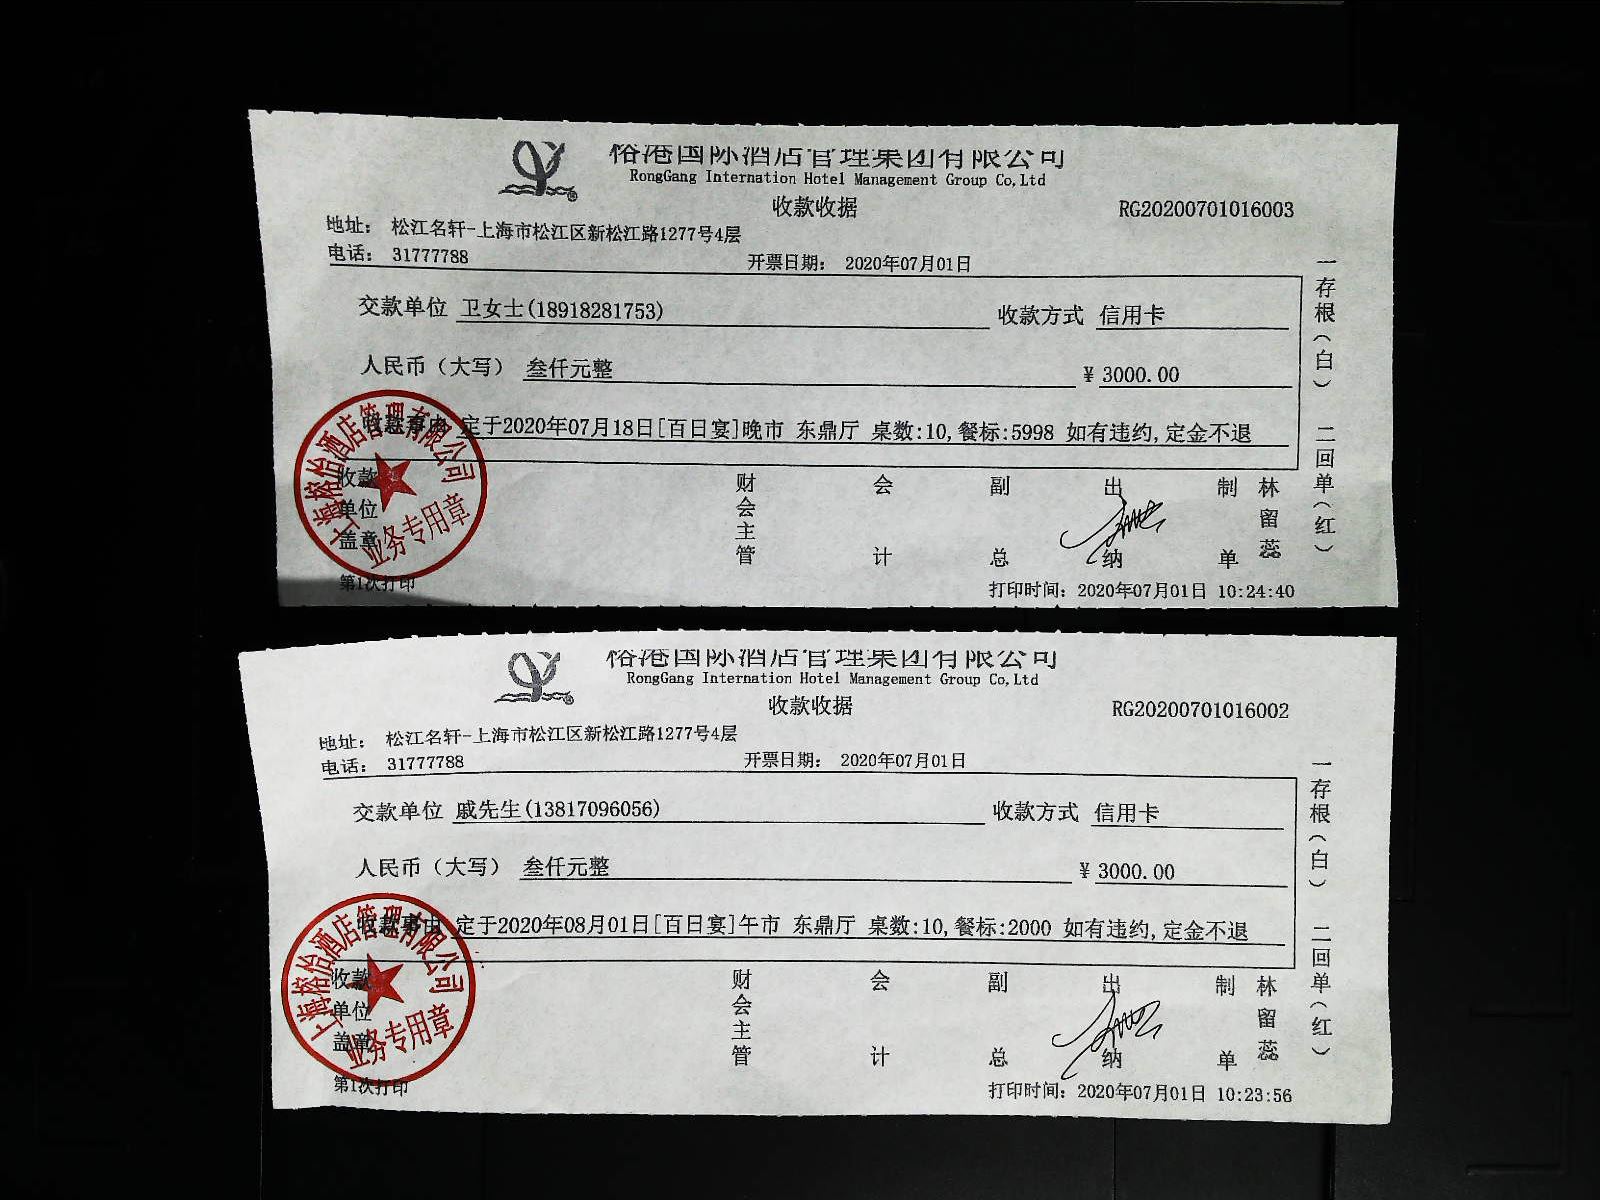 榕港国际酒店管理集团有限公司
RongGang Internation Hotel Management Group Co,Ltd
收款收据
RG20200701016003
地址： 松江名轩-上海市松江区新松江路1277号4层
电话： 31777788 开票日期： 2020年07月01日
交款单位 卫女士(18918281753) 收款方式 信用卡
人民币（大写） 叁仟元整 ¥ 3000.00
收款事由 定于2020年07月18日[百日宴]晚市 东鼎厅 桌数:10,餐标:5998 如有违约,定金不退
收款单位盖章 财会主管 会计 副总 出纳 制单 林留蕊
上海榕怡酒店管理有限公司
业务专用章
第1次打印 打印时间： 2020年07月01日 10:24:40
一存根（白） 二回单（红）
榕港国际酒店管理集团有限公司
RongGang Internation Hotel Management Group Co,Ltd
收款收据
RG20200701016002
地址： 松江名轩-上海市松江区新松江路1277号4层
电话： 31777788 开票日期： 2020年07月01日
交款单位 戚先生(13817096056) 收款方式 信用卡
人民币（大写） 叁仟元整 ¥ 3000.00
收款事由 定于2020年08月01日[百日宴]午市 东鼎厅 桌数:10,餐标:2000 如有违约,定金不退
收款单位盖章 财会主管 会计 副总 出纳 制单 林留蕊
上海榕怡酒店管理有限公司
业务专用章
第1次打印 打印时间： 2020年07月01日 10:23:56
一存根（白） 二回单（红）